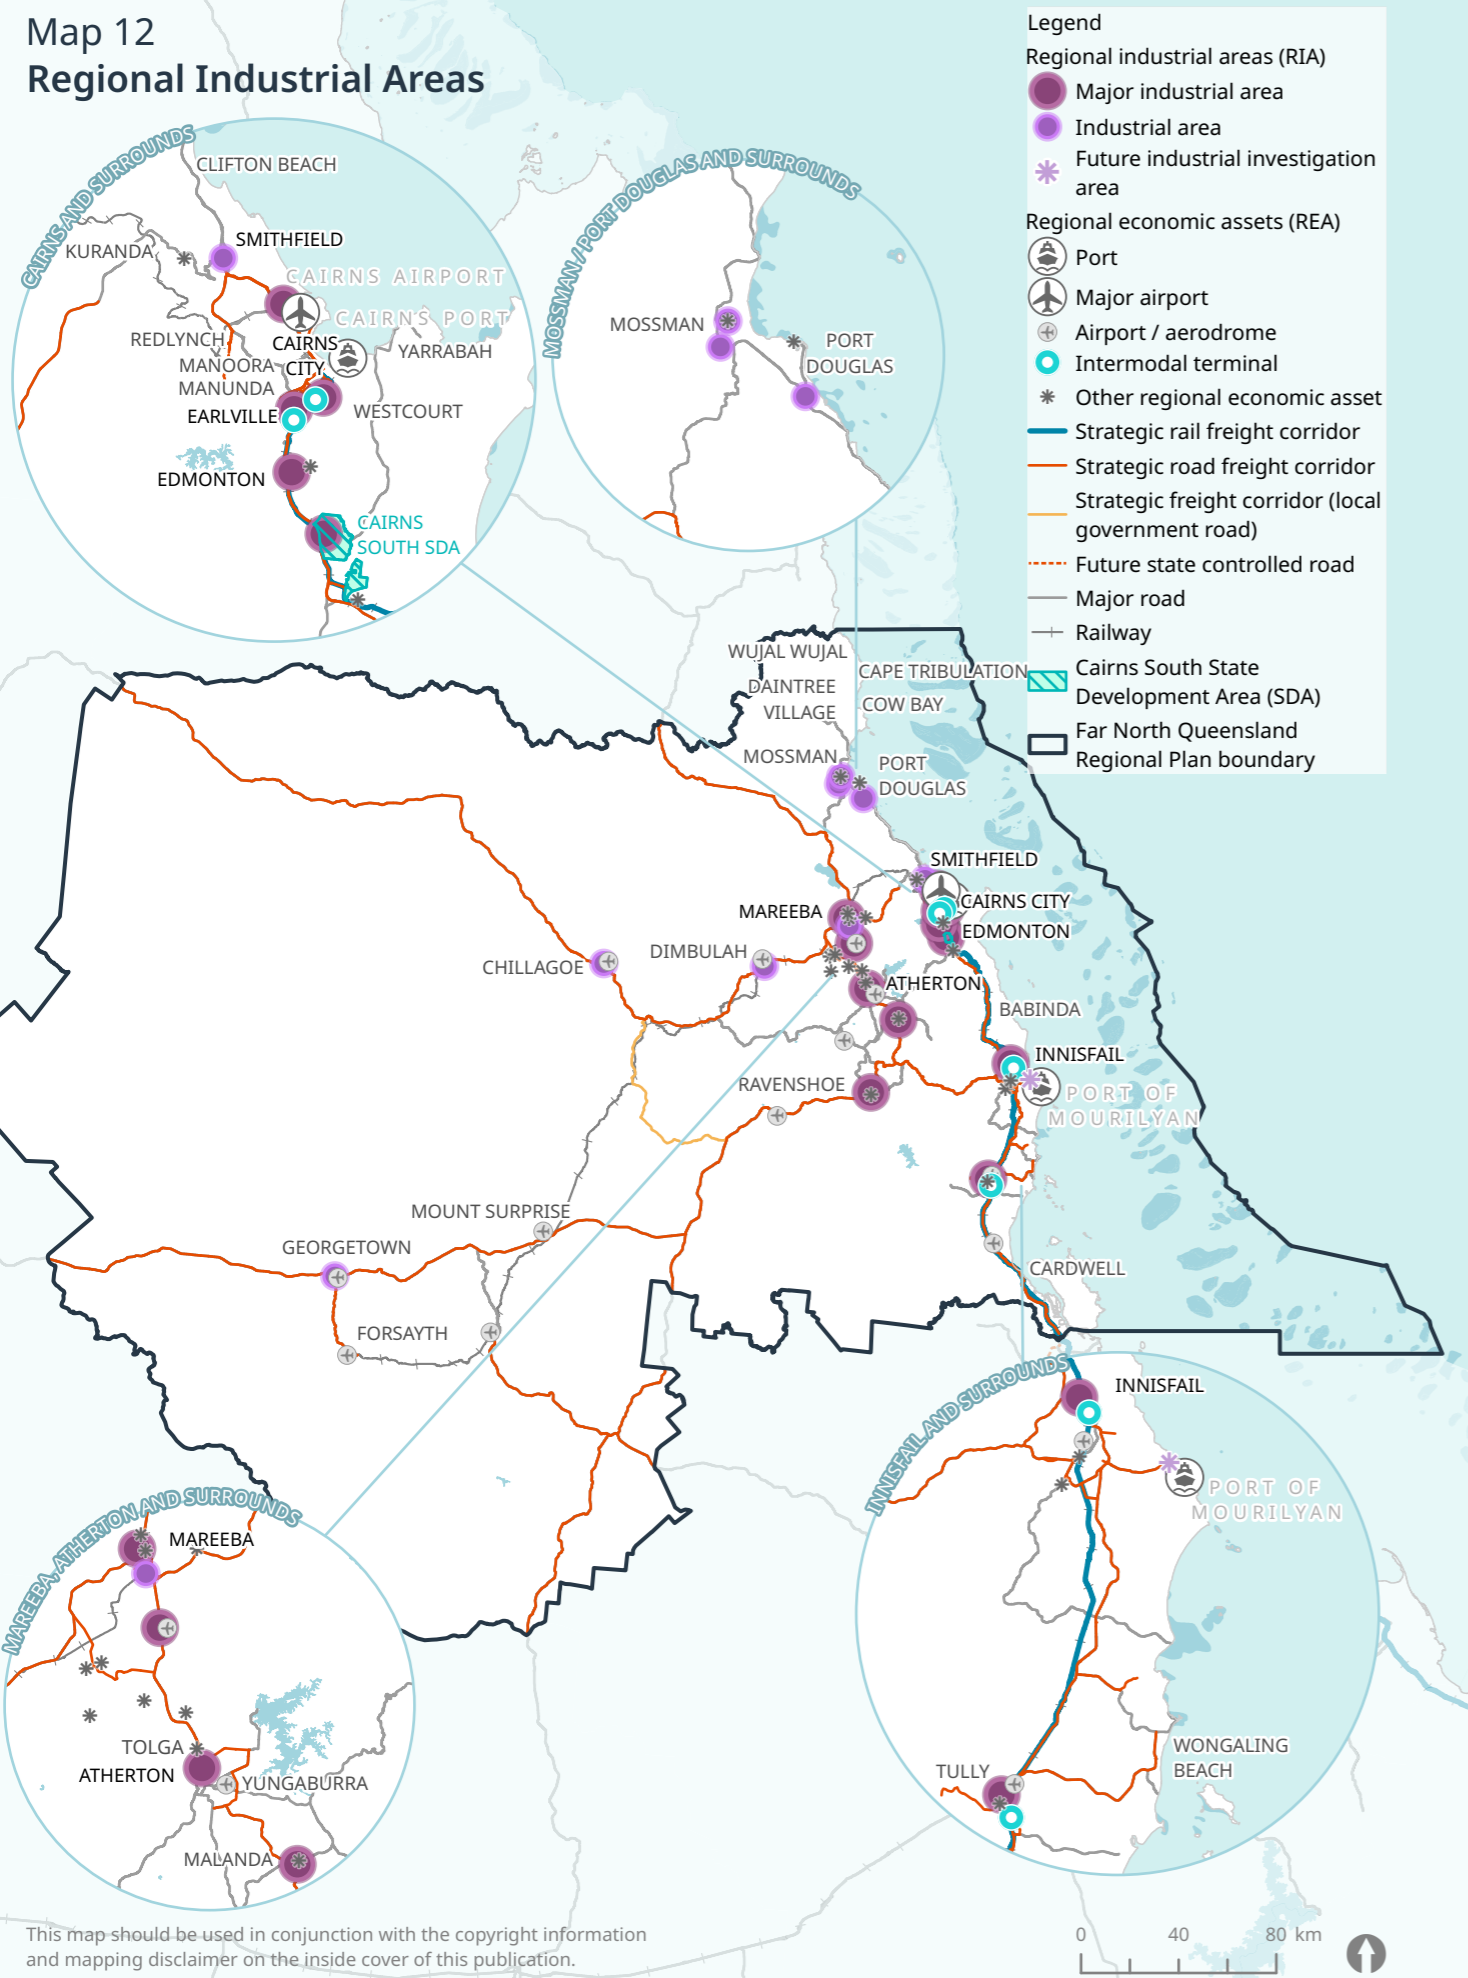 Map 12
Regional Industrial Areas
Legend
Regional industrial areas (RIA)
Major industrial area
Industrial area
Future industrial investigation
area
Regional economic assets (REA)
Port
Major airport
Airport / aerodrome
Intermodal terminal
Other regional economic asset
Strategic rail freight corridor
Strategic road freight corridor
Strategic freight corridor (local
government road)
Future state controlled road
Major road
Railway
Cairns South State
Development Area (SDA)
Far North Queensland
Regional Plan boundary
CAIRNS AND SURROUNDS
CLIFTON BEACH
KURANDA
SMITHFIELD
CAIRNS AIRPORT
CAIRNS PORT
REDLYNCH
CAIRNS
CITY
YARRABAH
MANOORA
MANUNDA
EARLVILLE
WESTCOURT
EDMONTON
CAIRNS
SOUTH SDA
MOSSMAN / PORT DOUGLAS AND SURROUNDS
MOSSMAN
PORT
DOUGLAS
WUJAL WUJAL
CAPE TRIBULATION
DAINTREE
VILLAGE
COW BAY
MOSSMAN
PORT
DOUGLAS
SMITHFIELD
CAIRNS CITY
MAREEBA
EDMONTON
DIMBULAH
CHILLAGOE
ATHERTON
BABINDA
INNISFAIL
RAVENSHOE
PORT OF
MOURILYAN
MOUNT SURPRISE
GEORGETOWN
CARDWELL
FORSAYTH
MAREEBA, ATHERTON AND SURROUNDS
MAREEBA
TOLGA
ATHERTON
YUNGABURRA
MALANDA
INNISFAIL AND SURROUNDS
INNISFAIL
PORT OF
MOURILYAN
WONGALING
BEACH
TULLY
This map should be used in conjunction with the copyright information
and mapping disclaimer on the inside cover of this publication.
0 40 80 km